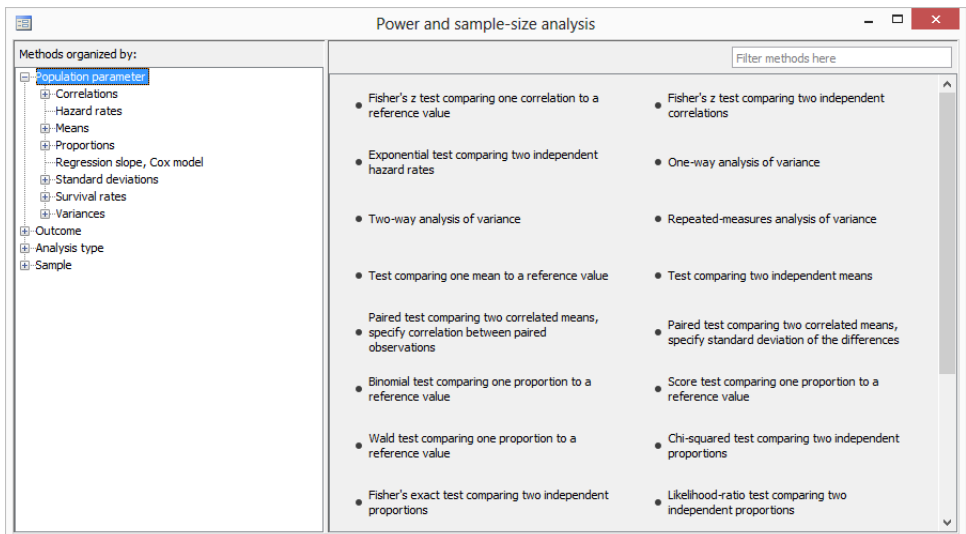 Power and sample-size analysis
Methods organized by:
Filter methods here
Population parameter
Correlations
Hazard rates
Means
Proportions
Regression slope, Cox model
Standard deviations
Survival rates
Variances
Outcome
Analysis type
Sample
Fisher's z test comparing one correlation to a
reference value
Fisher's z test comparing two independent
correlations
Exponential test comparing two independent
hazard rates
One-way analysis of variance
Two-way analysis of variance
Repeated-measures analysis of variance
Test comparing one mean to a reference value
Test comparing two independent means
Paired test comparing two correlated means,
specify correlation between paired
observations
Paired test comparing two correlated means,
specify standard deviation of the differences
Binomial test comparing one proportion to a
reference value
Score test comparing one proportion to a
reference value
Wald test comparing one proportion to a
reference value
Chi-squared test comparing two independent
proportions
Fisher's exact test comparing two independent
proportions
Likelihood-ratio test comparing two
independent proportions